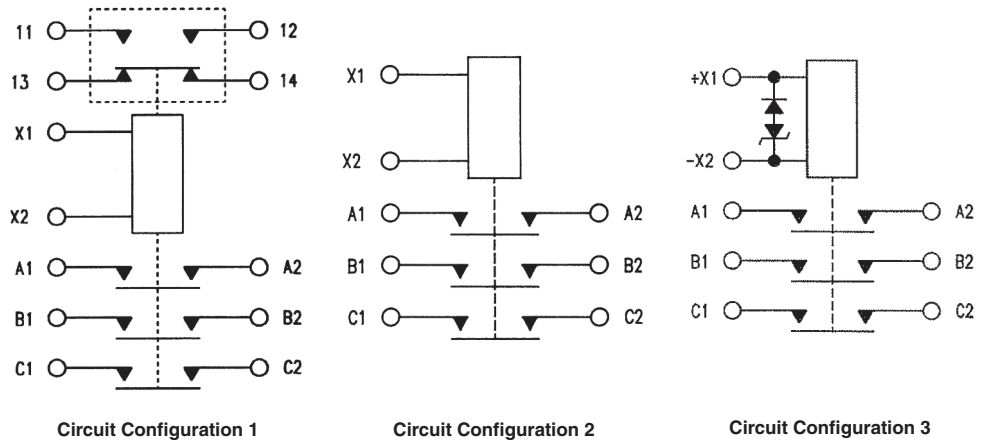 11 12
13 14
X1
X2
A1 A2
B1 B2
C1 C2
Circuit Configuration 1
X1
X2
A1 A2
B1 B2
C1 C2
Circuit Configuration 2
+X1
-X2
A1 A2
B1 B2
C1 C2
Circuit Configuration 3